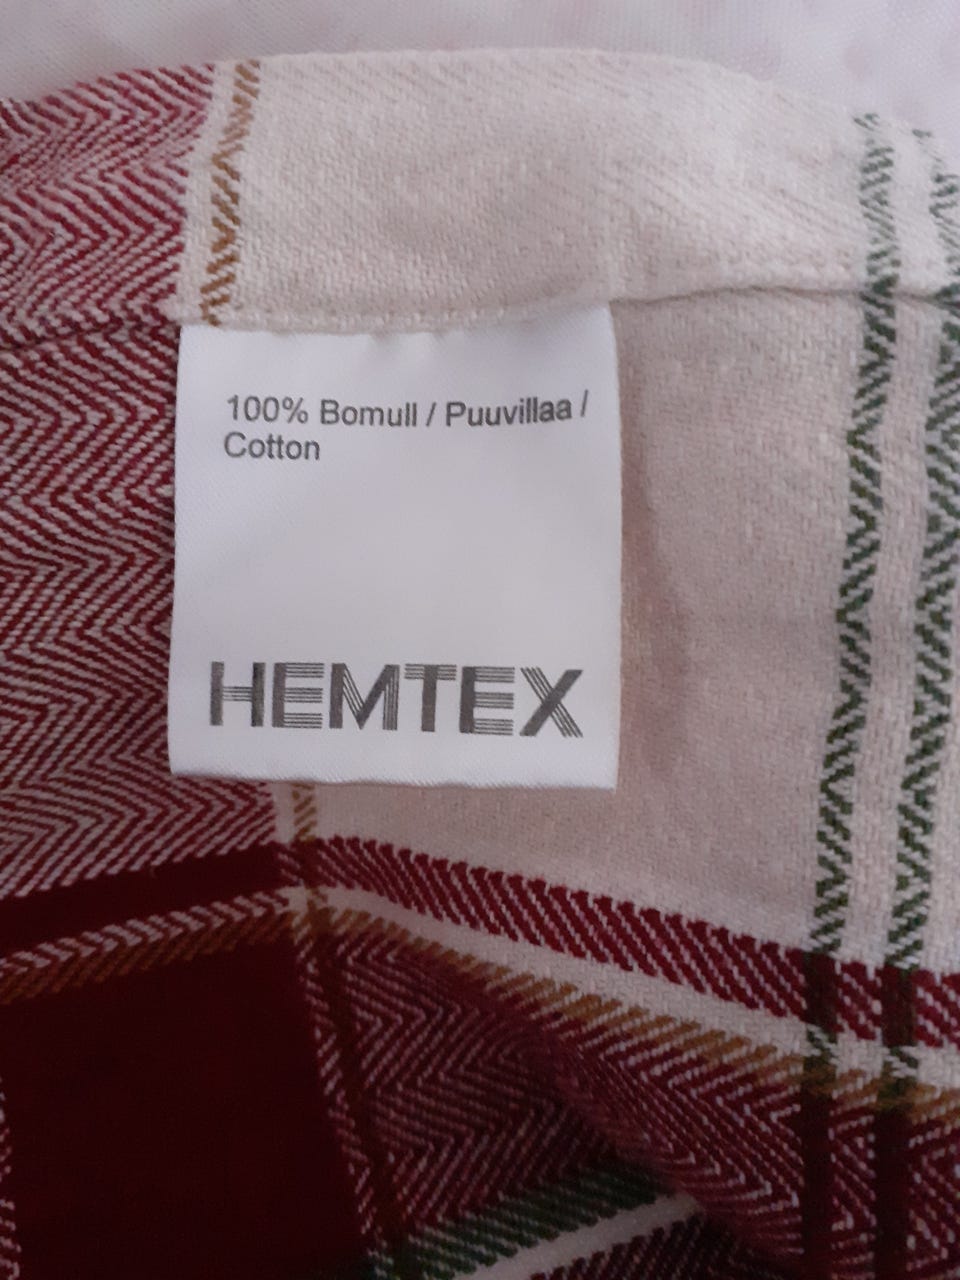 100% Bomull / Puuvillaa /
Cotton
HEMTEX